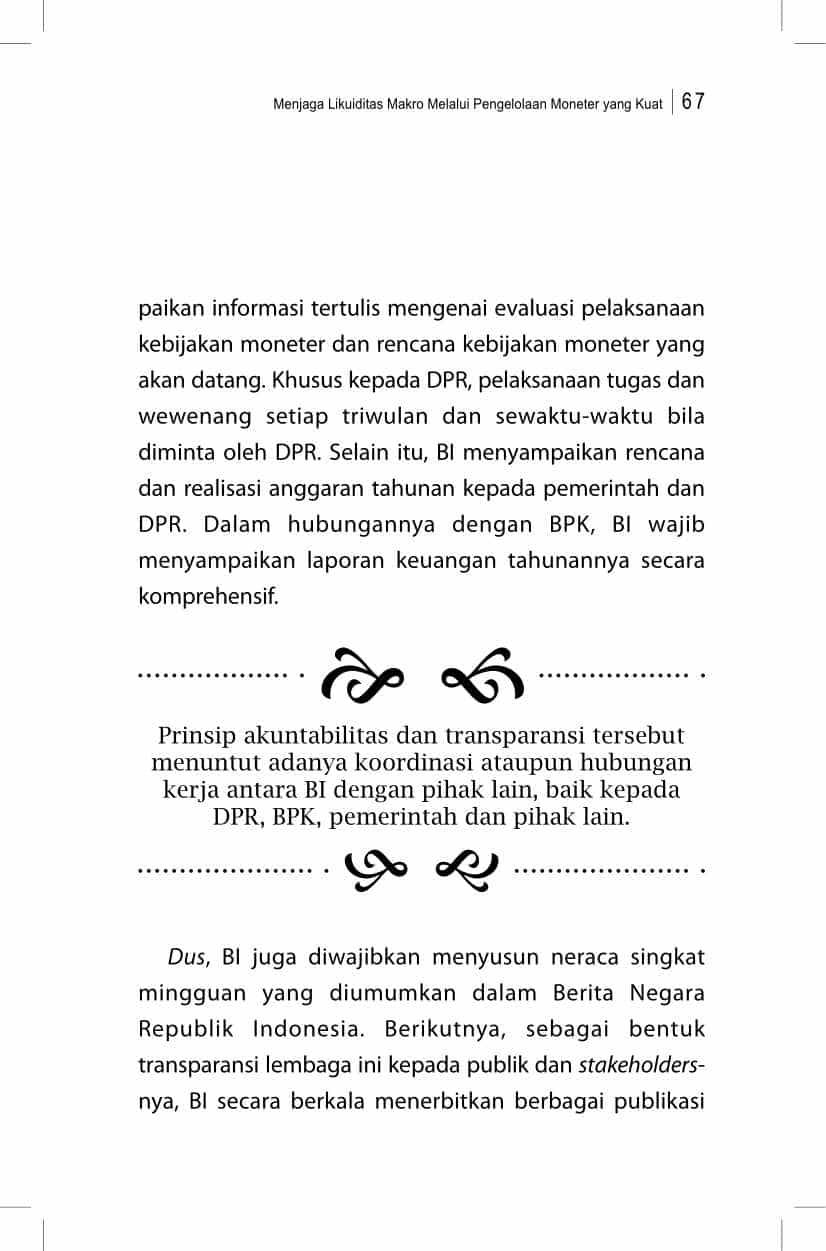 Menjaga Likuiditas Makro Melalui Pengelolaan Moneter yang Kuat 67
paikan informasi tertulis mengenai evaluasi pelaksanaan
kebijakan moneter dan rencana kebijakan moneter yang
akan datang. Khusus kepada DPR, pelaksanaan tugas dan
wewenang setiap triwulan dan sewaktu-waktu bila
diminta oleh DPR. Selain itu, BI menyampaikan rencana
dan realisasi anggaran tahunan kepada pemerintah dan
DPR. Dalam hubungannya dengan BPK, BI wajib
menyampaikan laporan keuangan tahunannya secara
komprehensif.
Prinsip akuntabilitas dan transparansi tersebut
menuntut adanya koordinasi ataupun hubungan
kerja antara BI dengan pihak lain, baik kepada
DPR, BPK, pemerintah dan pihak lain.
Dus, BI juga diwajibkan menyusun neraca singkat
mingguan yang diumumkan dalam Berita Negara
Republik Indonesia. Berikutnya, sebagai bentuk
transparansi lembaga ini kepada publik dan stakeholders-
nya, BI secara berkala menerbitkan berbagai publikasi